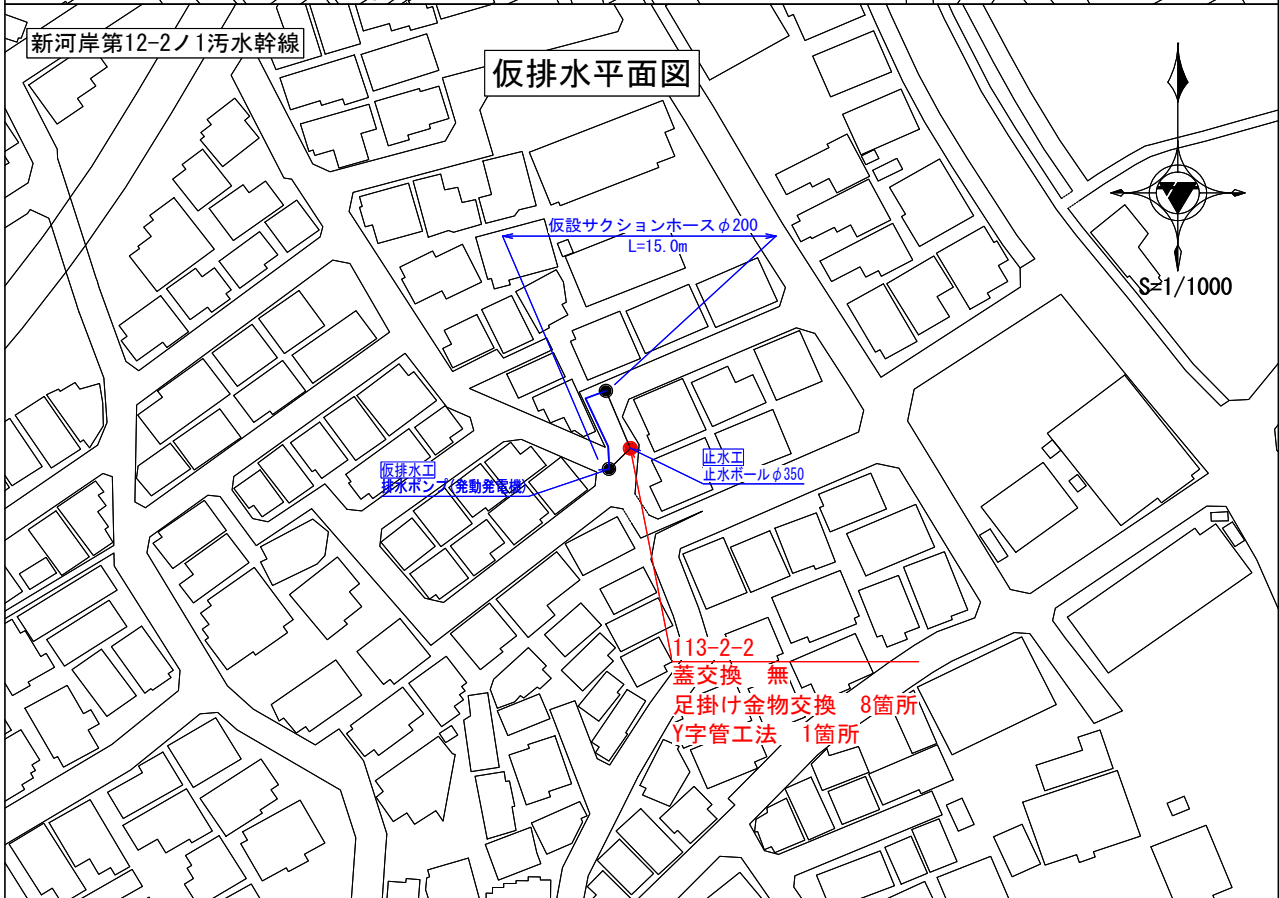 新河岸第12-2ノ1汚水幹線
仮排水平面図
S=1/1000
仮設サクションホースφ200
L=15.0m
仮排水工
排水ポンプ(発動発電機)
止水工
止水ボールφ350
113-2-2
蓋交換　無
足掛け金物交換　8箇所
Y字管工法　1箇所